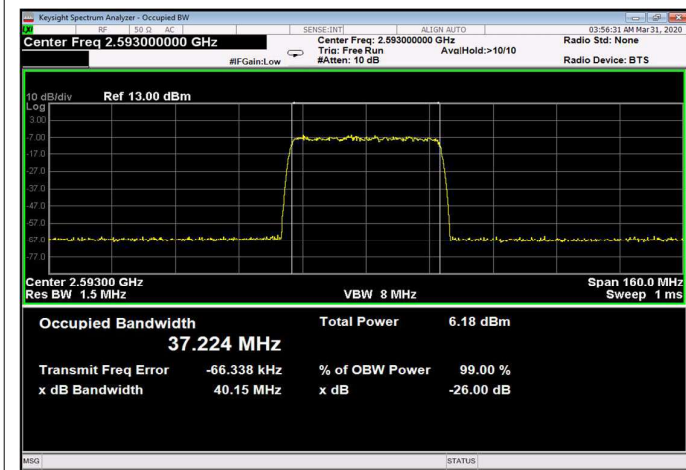 Keysight Spectrum Analyzer - Occupied BW
RF 50 Ω AC SENSE:INT ALIGN AUTO 03:56:31 AM Mar 31, 2020
Center Freq 2.593000000 GHz Center Freq: 2.593000000 GHz Radio Std: None
Trig: Free Run Avg|Hold:>10/10
#IFGain:Low #Atten: 10 dB Radio Device: BTS
10 dB/div Ref 13.00 dBm
Log
3.00
-7.00
-17.0
-27.0
-37.0
-47.0
-57.0
-67.0
-77.0
Center 2.59300 GHz Span 160.0 MHz
Res BW 1.5 MHz VBW 8 MHz Sweep 1 ms
Occupied Bandwidth Total Power 6.18 dBm
37.224 MHz
Transmit Freq Error -66.338 kHz % of OBW Power 99.00 %
x dB Bandwidth 40.15 MHz x dB -26.00 dB
MSG STATUS